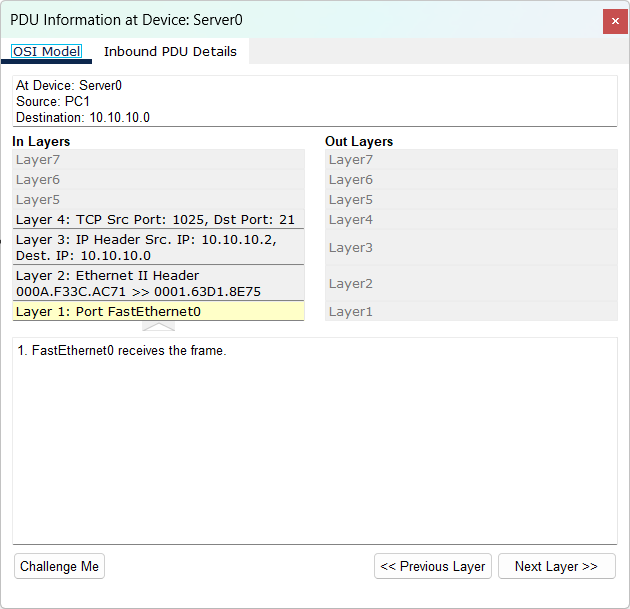 PDU Information at Device: Server0
OSI Model Inbound PDU Details
At Device: Server0
Source: PC1
Destination: 10.10.10.0
In Layers
Layer7
Layer6
Layer5
Layer 4: TCP Src Port: 1025, Dst Port: 21
Layer 3: IP Header Src. IP: 10.10.10.2,
Dest. IP: 10.10.10.0
Layer 2: Ethernet II Header
000A.F33C.AC71 >> 0001.63D1.8E75
Layer 1: Port FastEthernet0
Out Layers
Layer7
Layer6
Layer5
Layer4
Layer3
Layer2
Layer1
1. FastEthernet0 receives the frame.
Challenge Me
<< Previous Layer
Next Layer >>